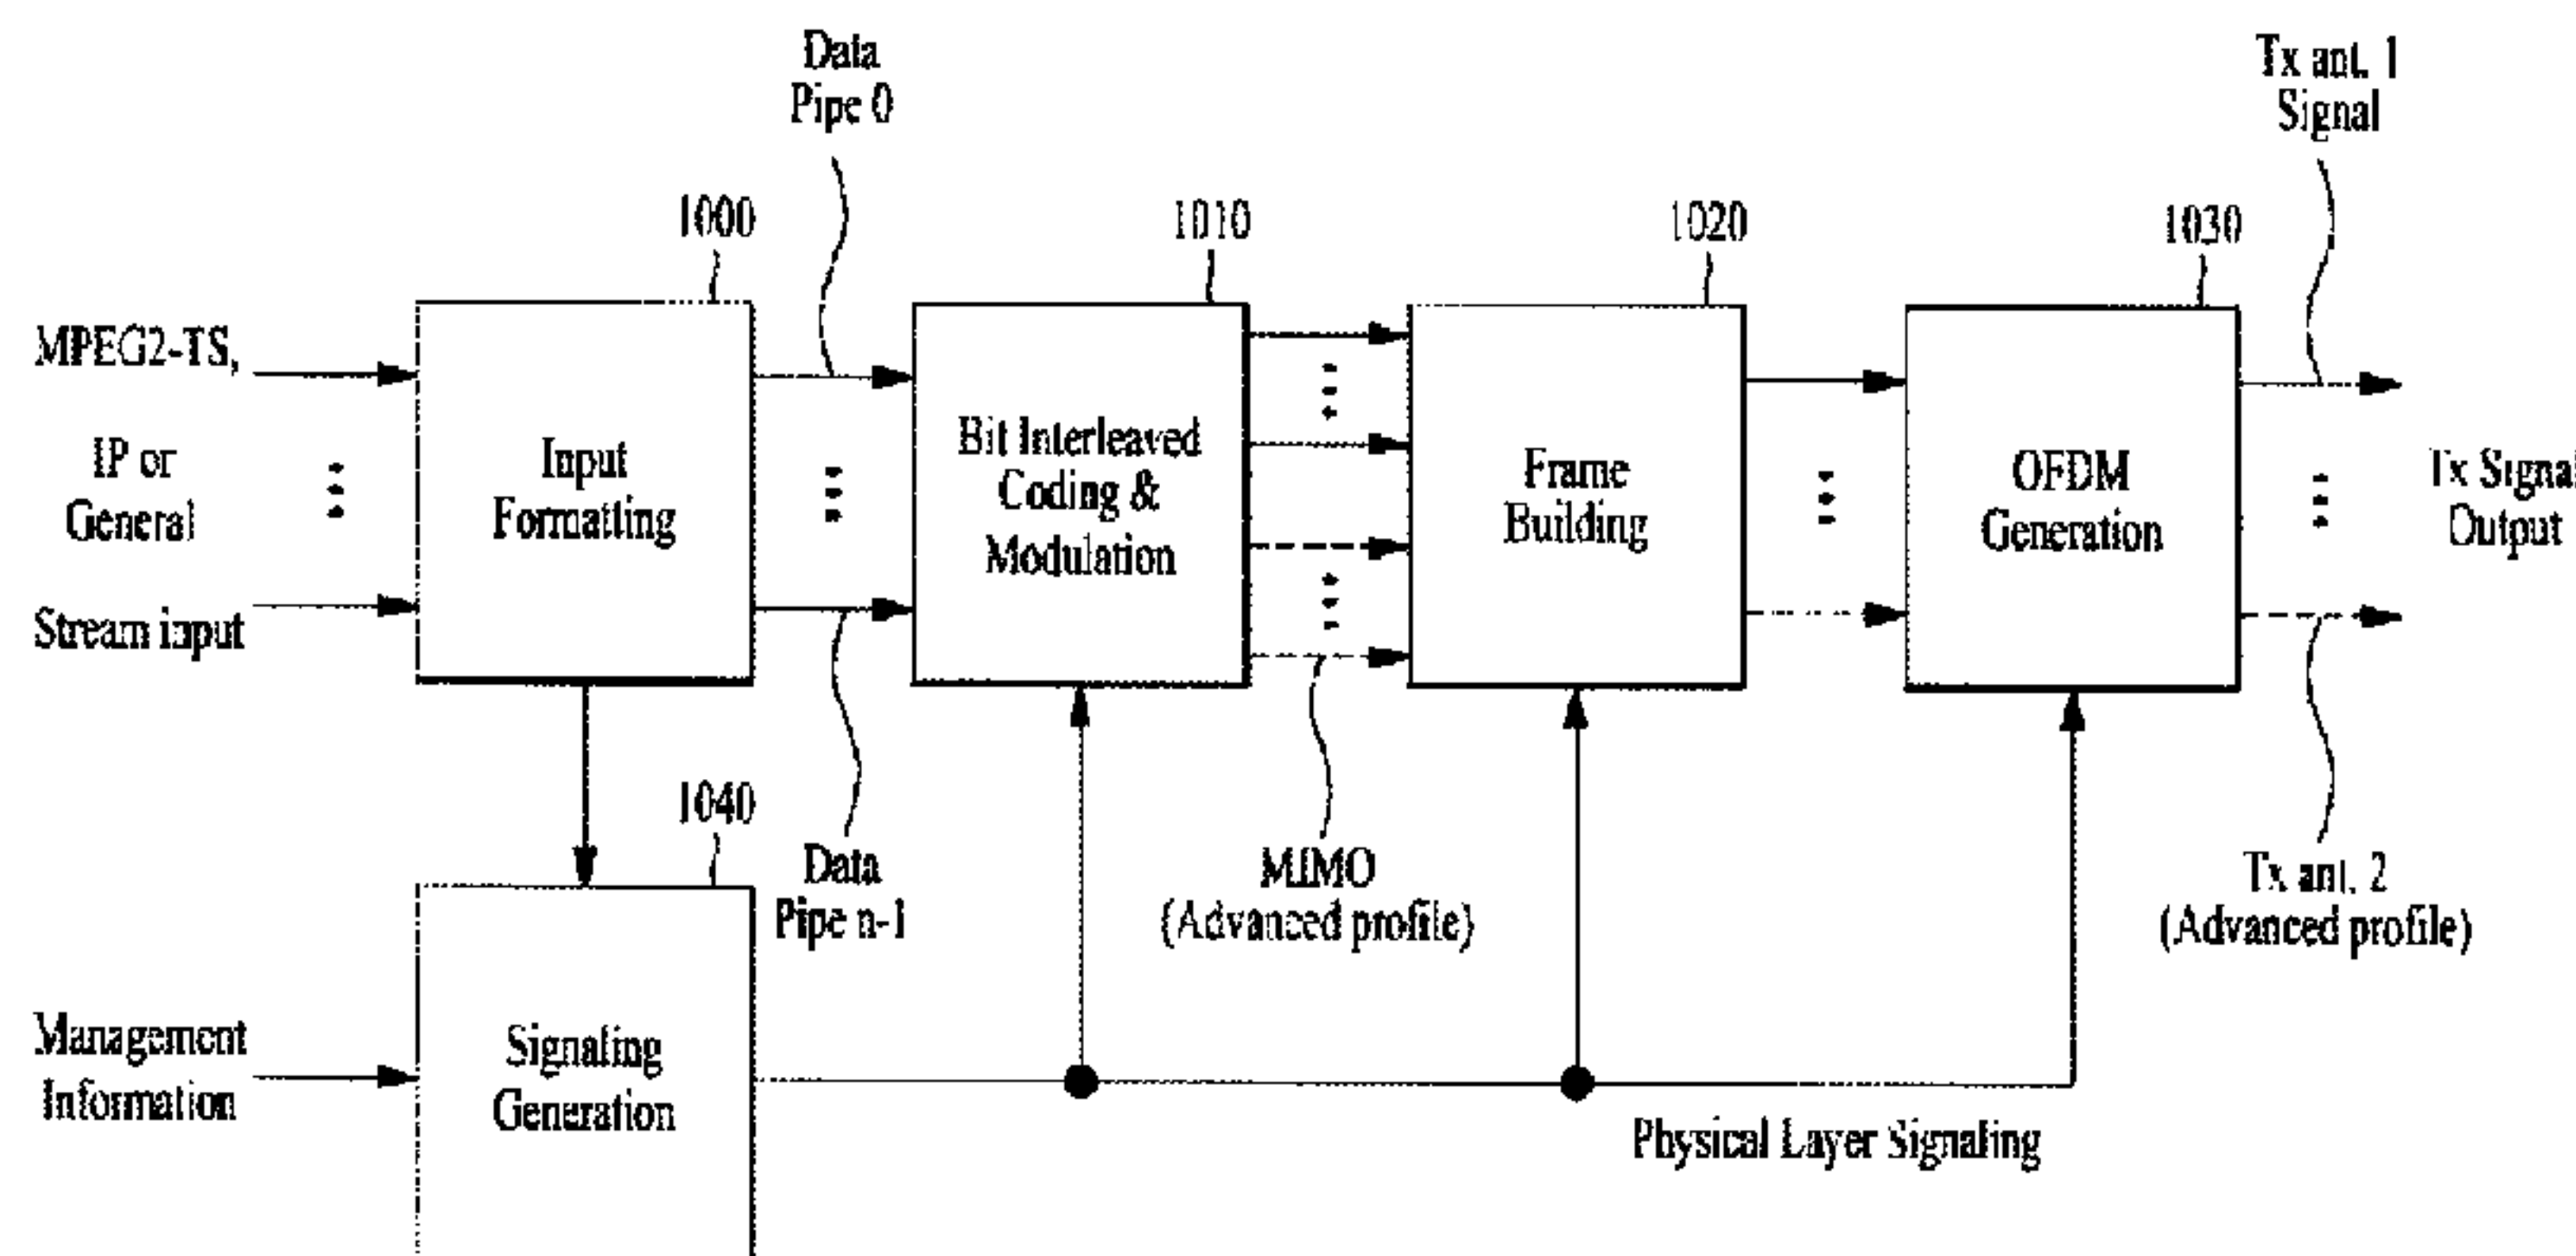 Data
Pipe 0
Tx ant. 1
Signal
1000
1010
1020
1030
MPEG2-TS,
IP or
General
Stream input
Input
Formatting
Bit Interleaved
Coding &
Modulation
Frame
Building
OFDM
Generation
Tx Signal
Output
1040
Data
Pipe n-1
MIMO
(Advanced profile)
Tx ant. 2
(Advanced profile)
Management
Information
Signaling
Generation
Physical Layer Signaling